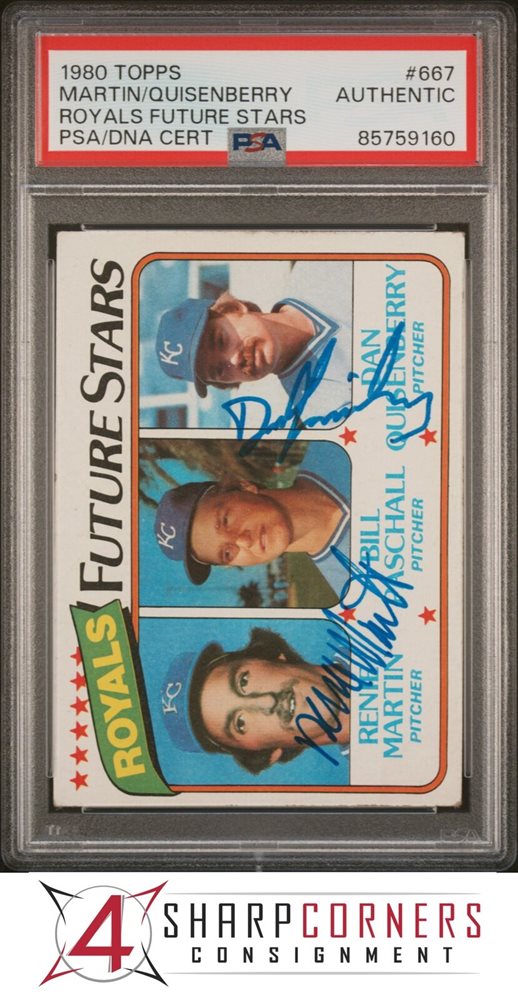 1980 TOPPS #667
MARTIN/QUISENBERRY AUTHENTIC
ROYALS FUTURE STARS
PSA/DNA CERT PSA 85759160
ROYALS FUTURE STARS
KC
KC
KC
RENE MARTIN
PITCHER
BILL PASCHALL
PITCHER
DAN QUISENBERRY
PITCHER
4 SHARPCORNERS
CONSIGNMENT